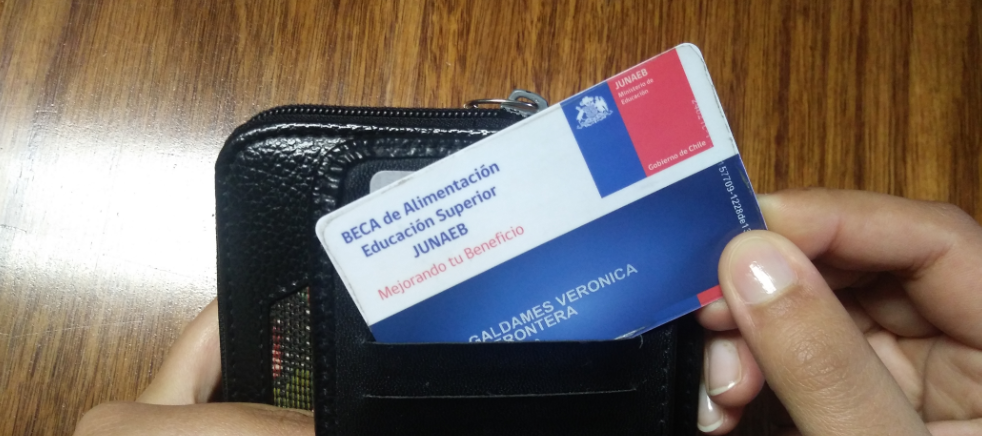 BECA de Alimentación
Educación Superior
JUNAEB
Mejorando tu Beneficio
JUNAEB
Ministerio de
Educación
Gobierno de Chile
GALDAMES VERONICA